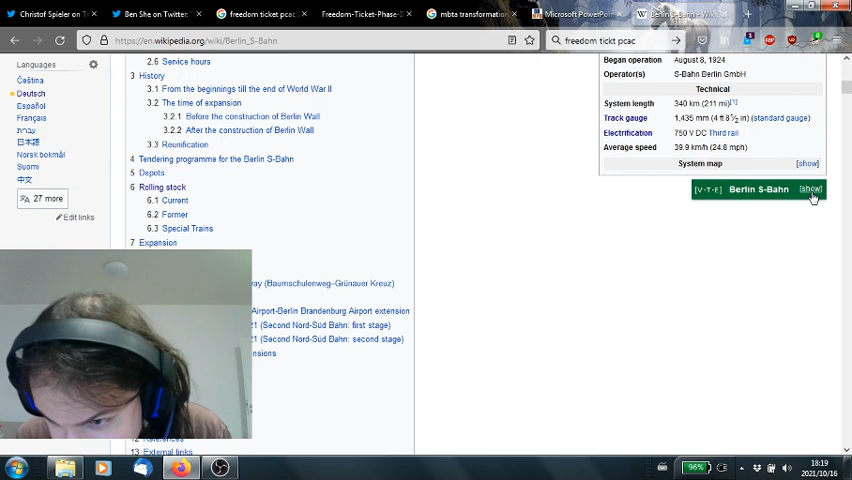 Christof Spieler on
Ben She on Twitter:
freedom ticket pcac
Freedom-Ticket-Phase-I
mbta transformation
Microsoft PowerPoin
Berlin S-Bahn - Wikip
https://en.wikipedia.org/wiki/Berlin_S-Bahn
freedom tickt pcac
Languages
Čeština
Deutsch
Español
Français
עברית
日本語
Norsk bokmål
Suomi
中文
27 more
Edit links
2.6 Service hours
3 History
3.1 From the beginnings till the end of World War II
3.2 The time of expansion
3.2.1 Before the construction of Berlin Wall
3.2.2 After the construction of Berlin Wall
3.3 Reunification
4 Tendering programme for the Berlin S-Bahn
5 Depots
6 Rolling stock
6.1 Current
6.2 Former
6.3 Special Trains
7 Expansion
way (Baumschulenweg–Grünauer Kreuz)
Airport-Berlin Brandenburg Airport extension
21 (Second Nord-Süd Bahn: first stage)
21 (Second Nord-Süd Bahn: second stage)
ensions
12 References
13 External links
Began operation August 8, 1924
Operator(s) S-Bahn Berlin GmbH
Technical
System length 340 km (211 mi)[1]
Track gauge 1,435 mm (4 ft 8 1/2 in) (standard gauge)
Electrification 750 V DC Third rail
Average speed 39.9 km/h (24.8 mph)
System map [show]
[V·T·E] Berlin S-Bahn [show]
96%
18:19
2021/10/16